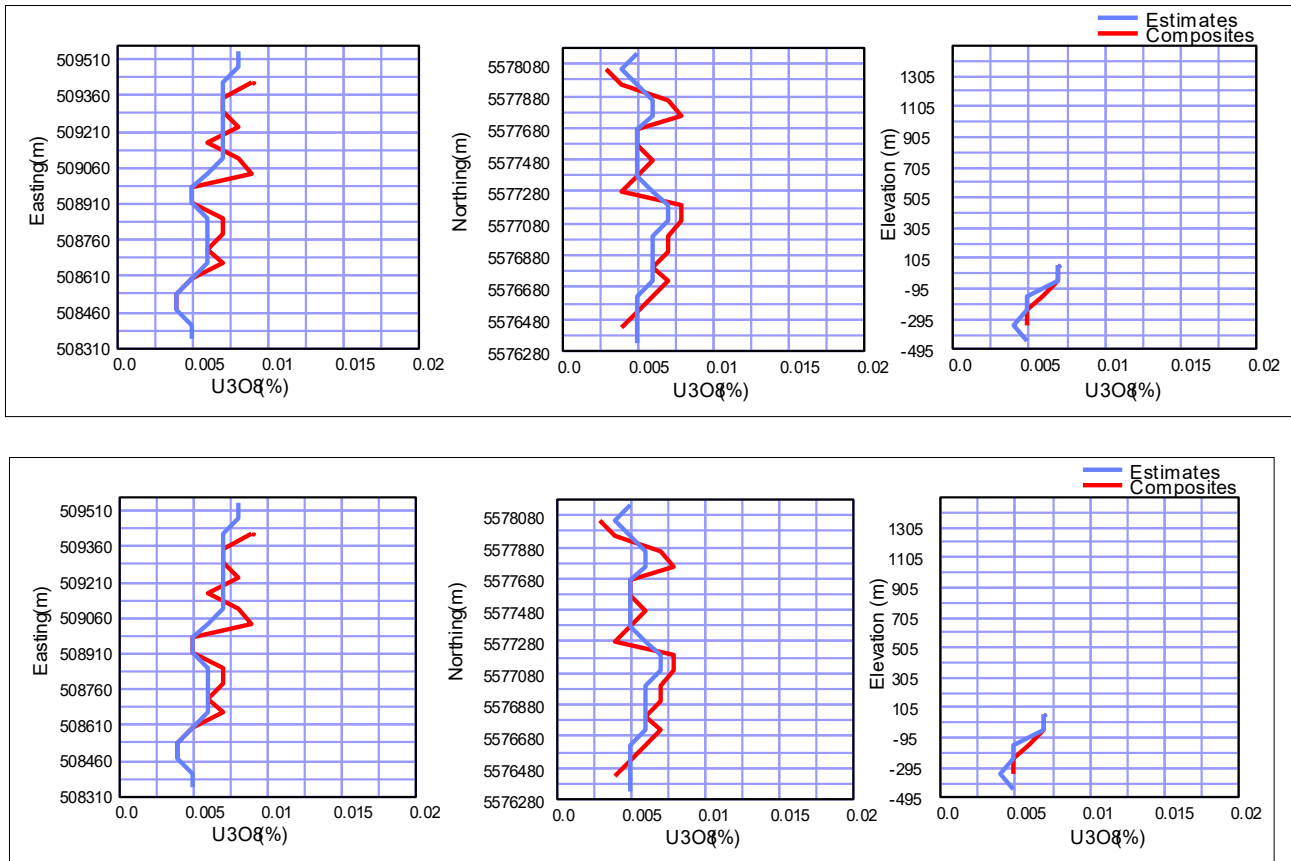 Estimates
Composites
509510
509360
509210
509060
508910
508760
508610
508460
508310
Easting(m)
0.0 0.005 0.01 0.015 0.02
U3O8(%)
5578080
5577880
5577680
5577480
5577280
5577080
5576880
5576680
5576480
5576280
Northing(m)
0.0 0.005 0.01 0.015 0.02
U3O8(%)
1305
1105
905
705
505
305
105
-95
-295
-495
Elevation (m)
0.0 0.005 0.01 0.015 0.02
U3O8(%)
Estimates
Composites
509510
509360
509210
509060
508910
508760
508610
508460
508310
Easting(m)
0.0 0.005 0.01 0.015 0.02
U3O8(%)
5578080
5577880
5577680
5577480
5577280
5577080
5576880
5576680
5576480
5576280
Northing(m)
0.0 0.005 0.01 0.015 0.02
U3O8(%)
1305
1105
905
705
505
305
105
-95
-295
-495
Elevation (m)
0.0 0.005 0.01 0.015 0.02
U3O8(%)